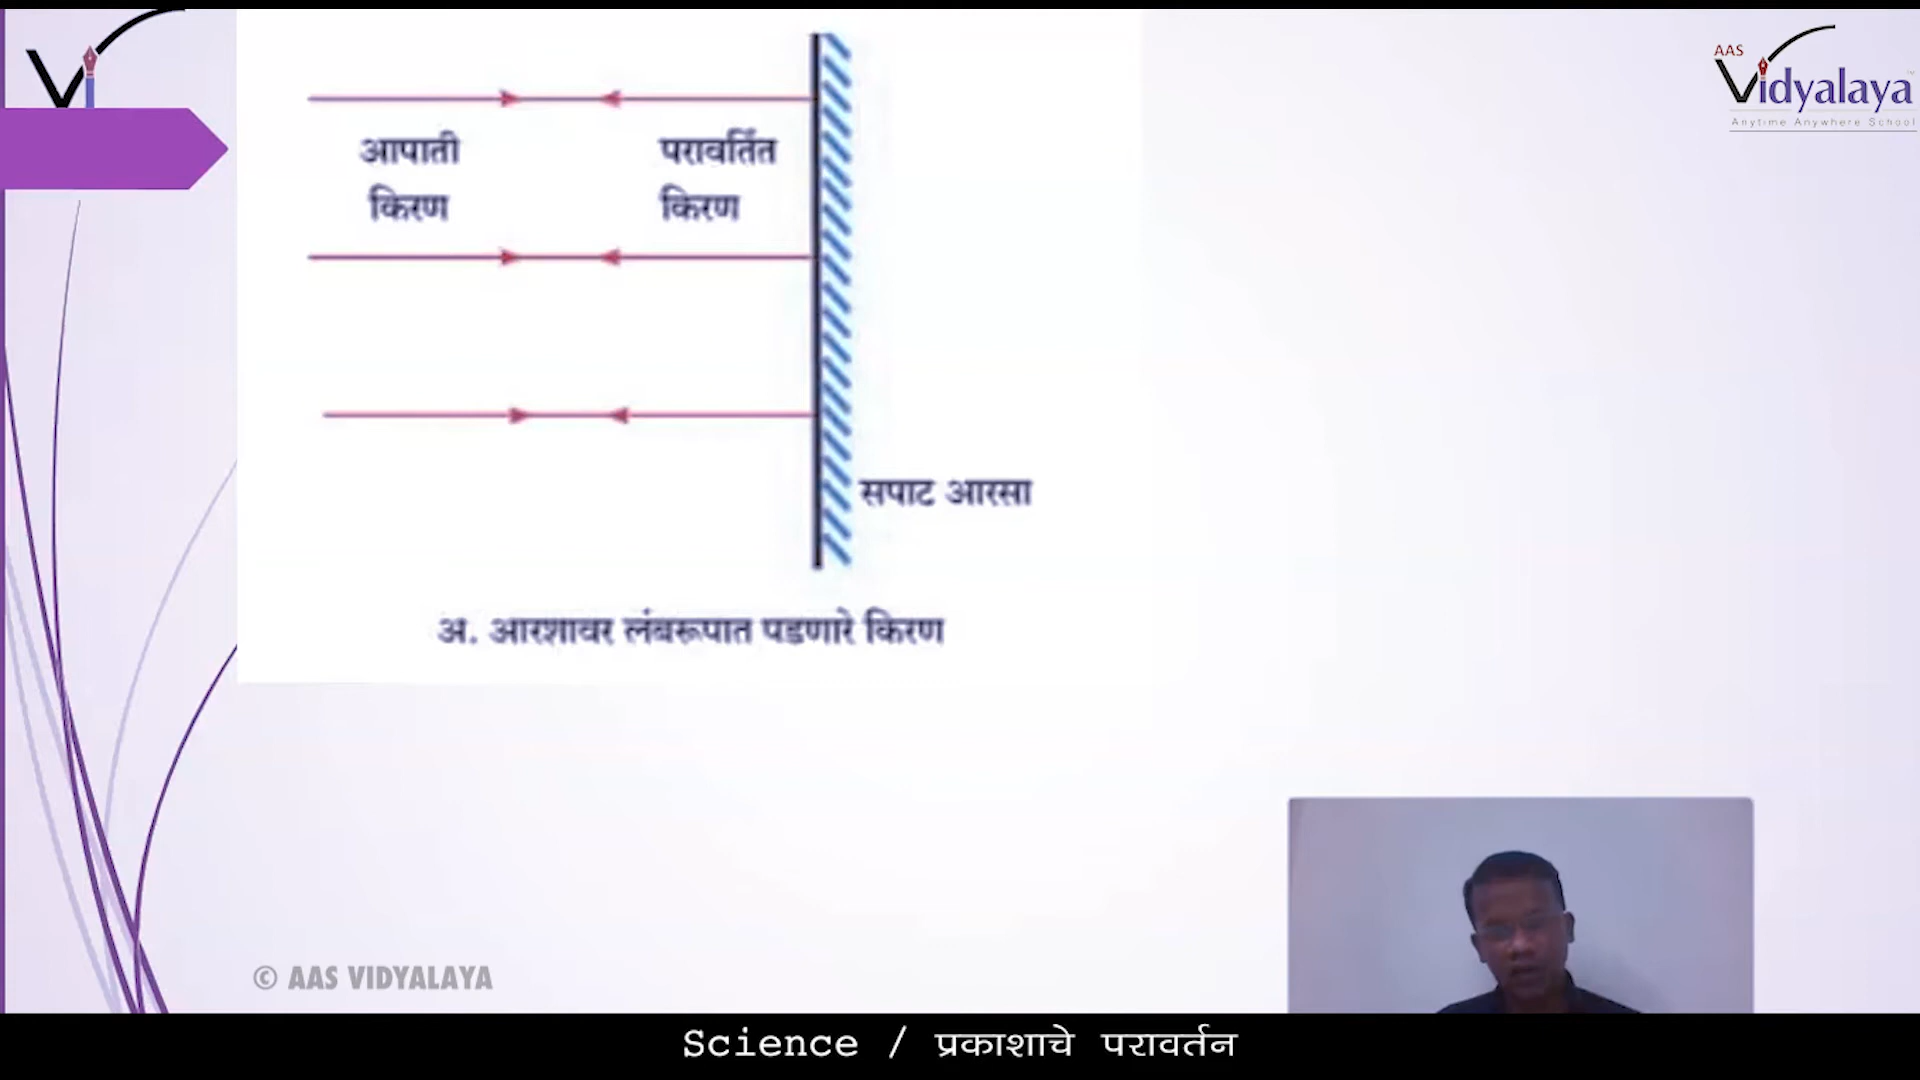 AAS
Vidyalaya
Anytime Anywhere School
आपाती
किरण
परावर्तित
किरण
सपाट आरसा
अ. आरशावर लंबरूपात पडणारे किरण
© AAS VIDYALAYA
Science / प्रकाशाचे परावर्तन